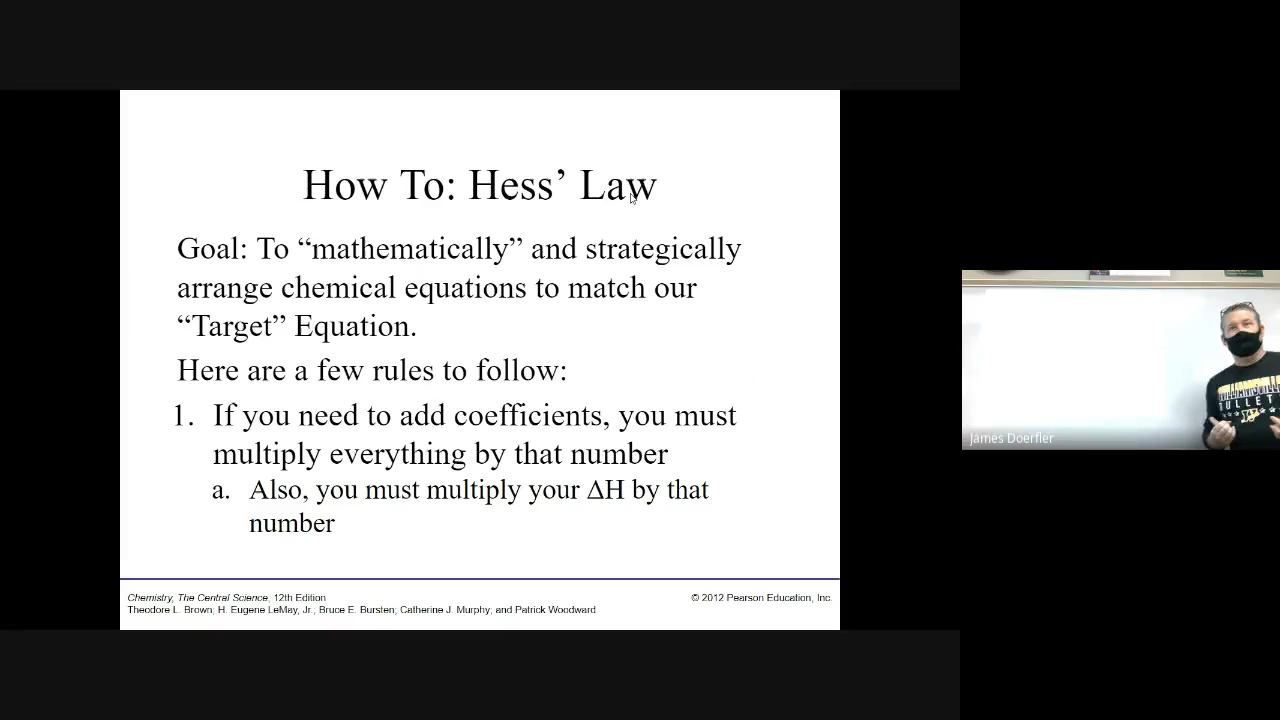 How To: Hess’ Law
Goal: To “mathematically” and strategically
arrange chemical equations to match our
“Target” Equation.
Here are a few rules to follow:
1. If you need to add coefficients, you must
multiply everything by that number
a. Also, you must multiply your ΔH by that
number
Chemistry, The Central Science, 12th Edition
Theodore L. Brown; H. Eugene LeMay, Jr.; Bruce E. Bursten; Catherine J. Murphy; and Patrick Woodward
© 2012 Pearson Education, Inc.
James Doerfler